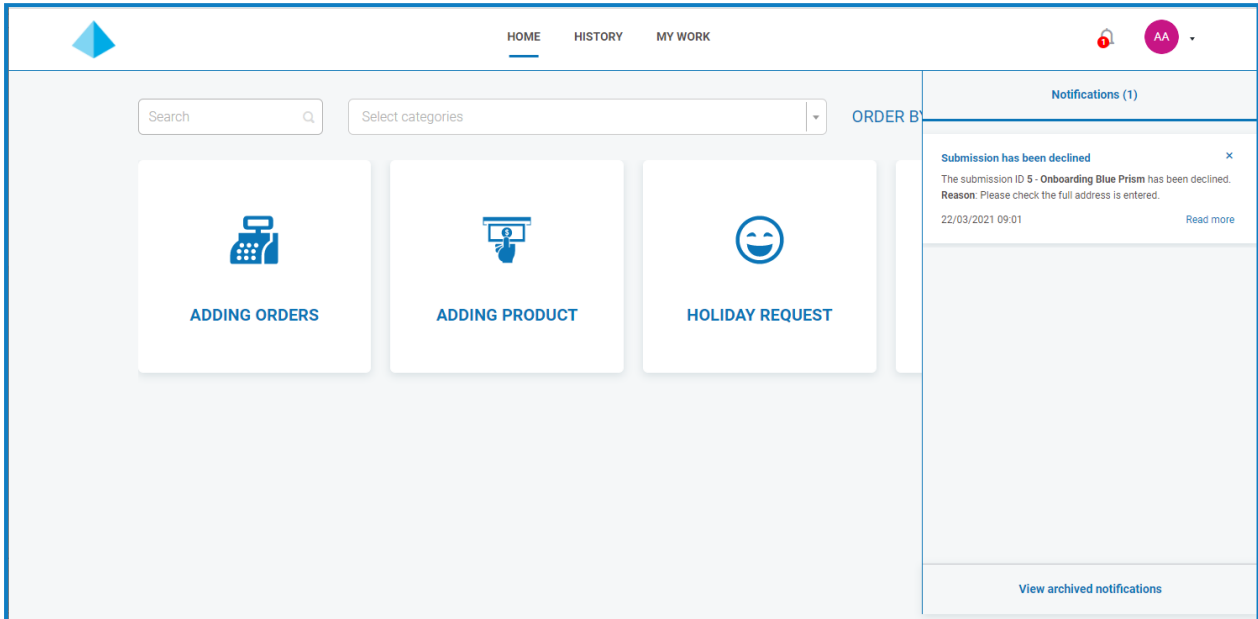 HOME HISTORY MY WORK
1
AA
Search
Select categories
ORDER BY
ADDING ORDERS
ADDING PRODUCT
HOLIDAY REQUEST
Notifications (1)
Submission has been declined
The submission ID 5 - Onboarding Blue Prism has been declined.
Reason: Please check the full address is entered.
22/03/2021 09:01 Read more
View archived notifications